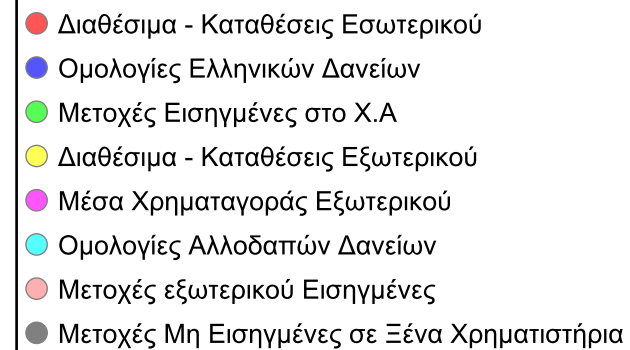 Διαθέσιμα - Καταθέσεις Εσωτερικού
Ομολογίες Ελληνικών Δανείων
Μετοχές Εισηγμένες στο Χ.Α
Διαθέσιμα - Καταθέσεις Εξωτερικού
Μέσα Χρηματαγοράς Εξωτερικού
Ομολογίες Αλλοδαπών Δανείων
Μετοχές εξωτερικού Εισηγμένες
Μετοχές Μη Εισηγμένες σε Ξένα Χρηματιστήρια